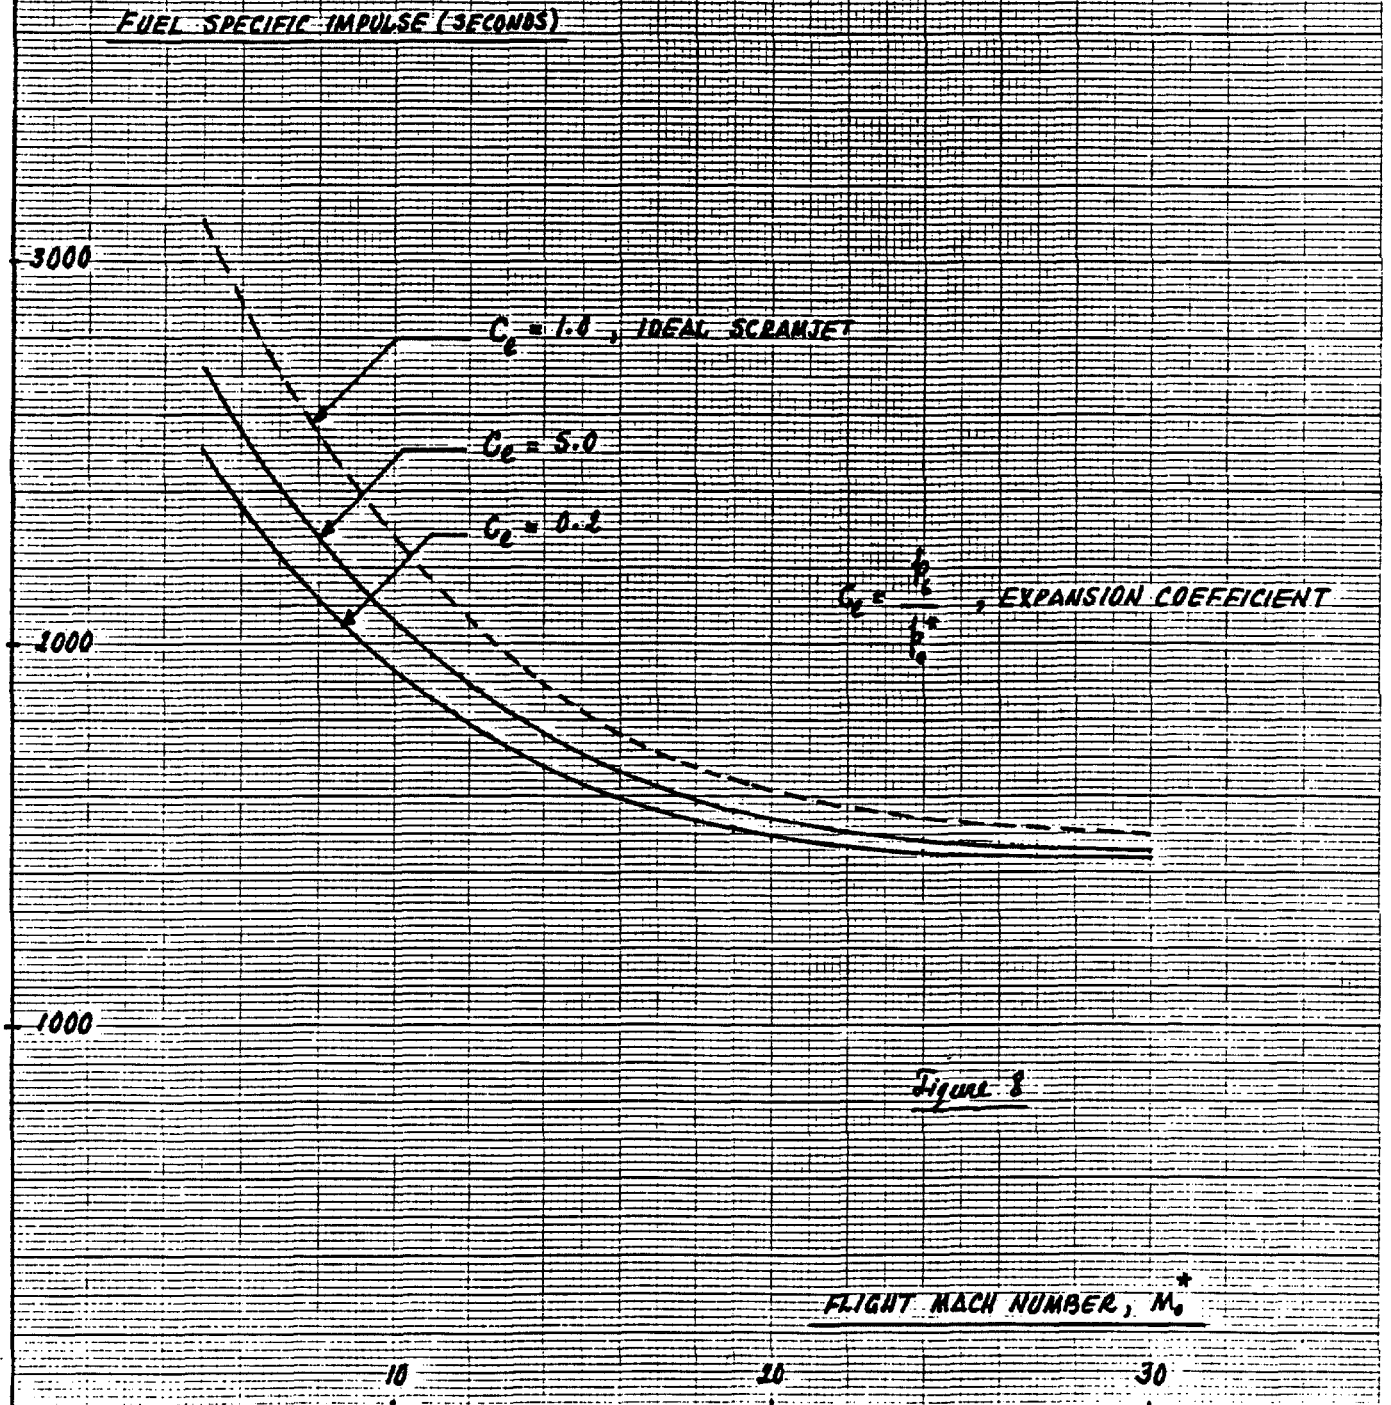 FUEL SPECIFIC IMPULSE (SECONDS)
3000
Ce = 1.0 , IDEAL SCRAMJET
Ce = 5.0
Ce = 0.2
Ce = , EXPANSION COEFFICIENT
2000
1000
Figure 8
FLIGHT MACH NUMBER, M₀*
10 20 30